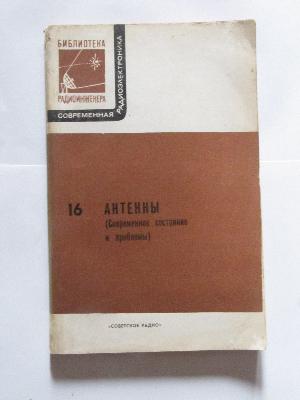 БИБЛИОТЕКА
РАДИОИНЖЕНЕРА
СОВРЕМЕННАЯ
РАДИОЭЛЕКТРОНИКА
16 АНТЕННЫ
(Современное состояние
и проблемы)
«СОВЕТСКОЕ РАДИО»